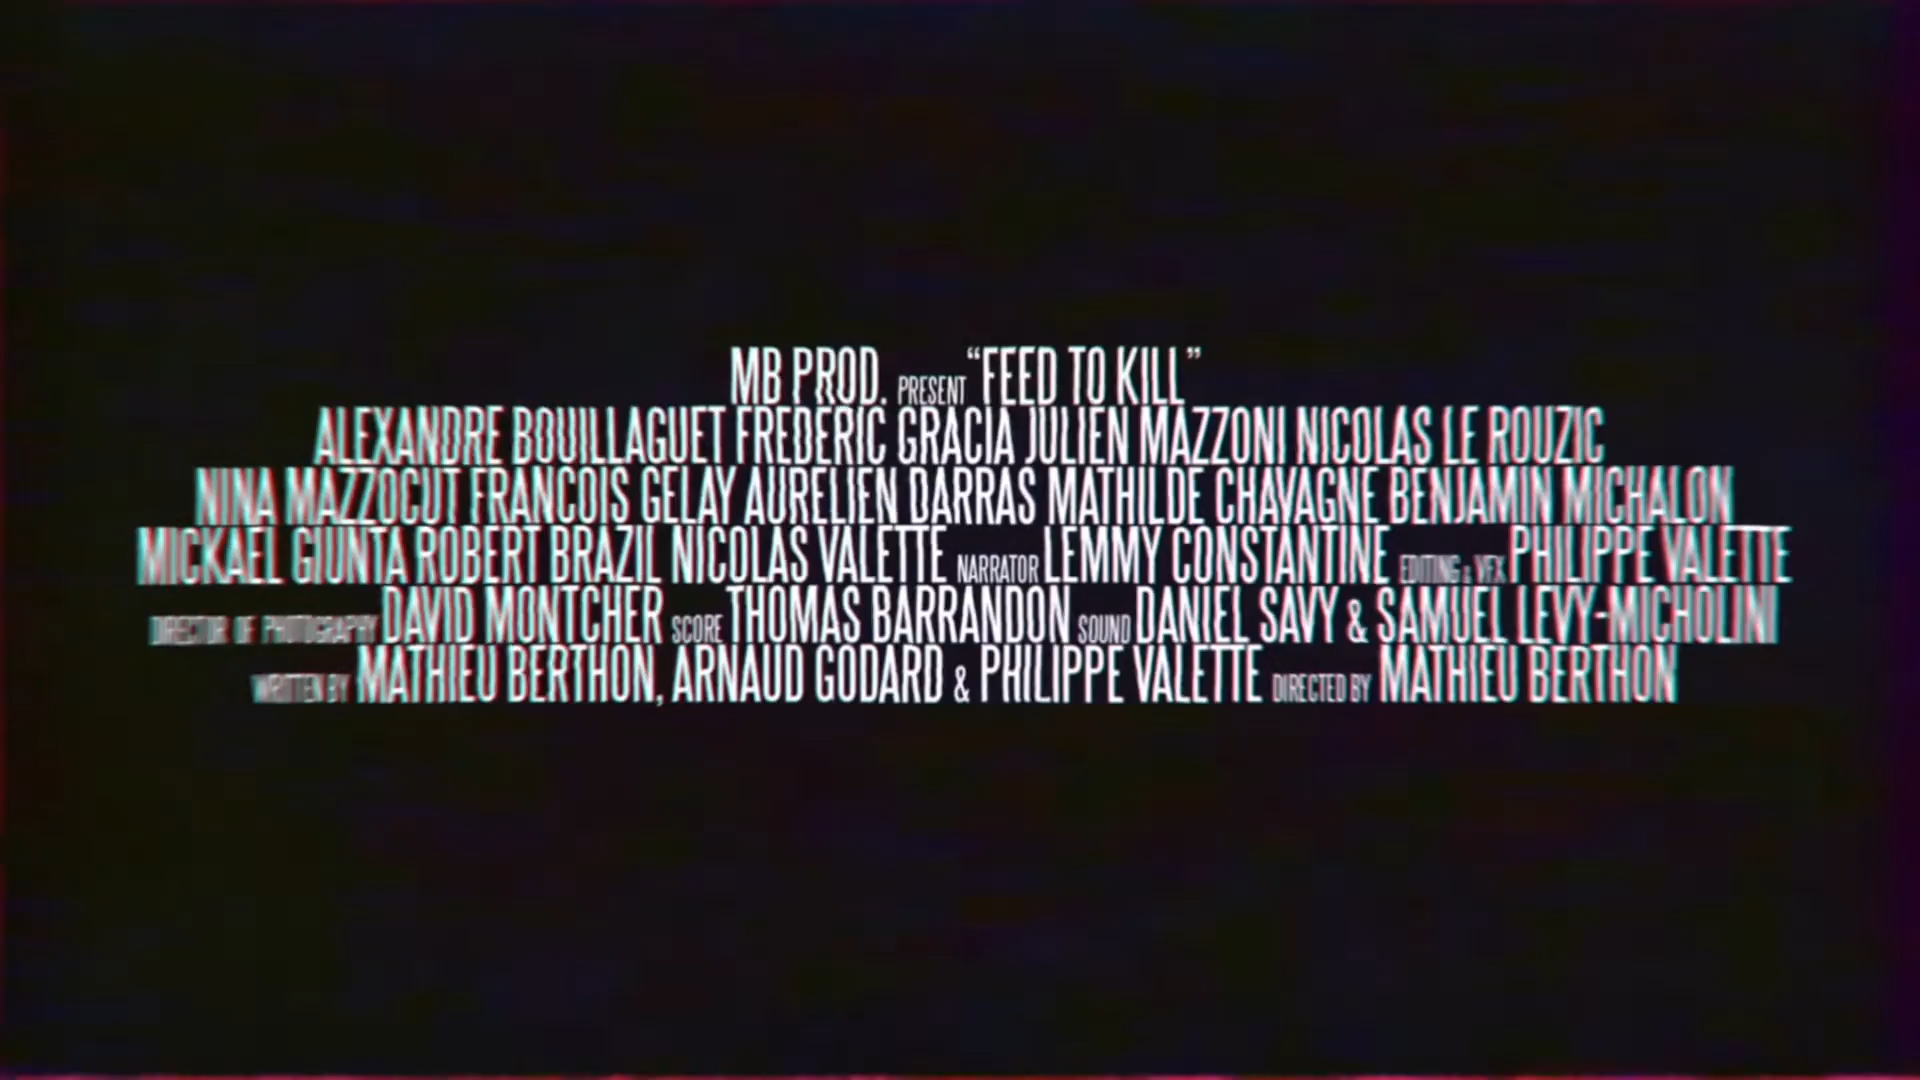 MB PROD. PRESENT “FEED TO KILL”
ALEXANDRE BOUILLAGUET FREDERIC GRACIA JULIEN MAZZONI NICOLAS LE ROUZIC
NINA MAZZOCUT FRANCOIS GELAY AURELIEN DARRAS MATHILDE CHAVAGNE BENJAMIN MICHALON
MICKAEL GIUNTA ROBERT BRAZIL NICOLAS VALETTE NARRATOR LEMMY CONSTANTINE EDITING & VFX PHILIPPE VALETTE
DIRECTOR OF PHOTOGRAPHY DAVID MONTCHER SCORE THOMAS BARRANDON SOUND DANIEL SAVY & SAMUEL LEVY-MICHOLINI
WRITTEN BY MATHIEU BERTHON, ARNAUD GODARD & PHILIPPE VALETTE DIRECTED BY MATHIEU BERTHON